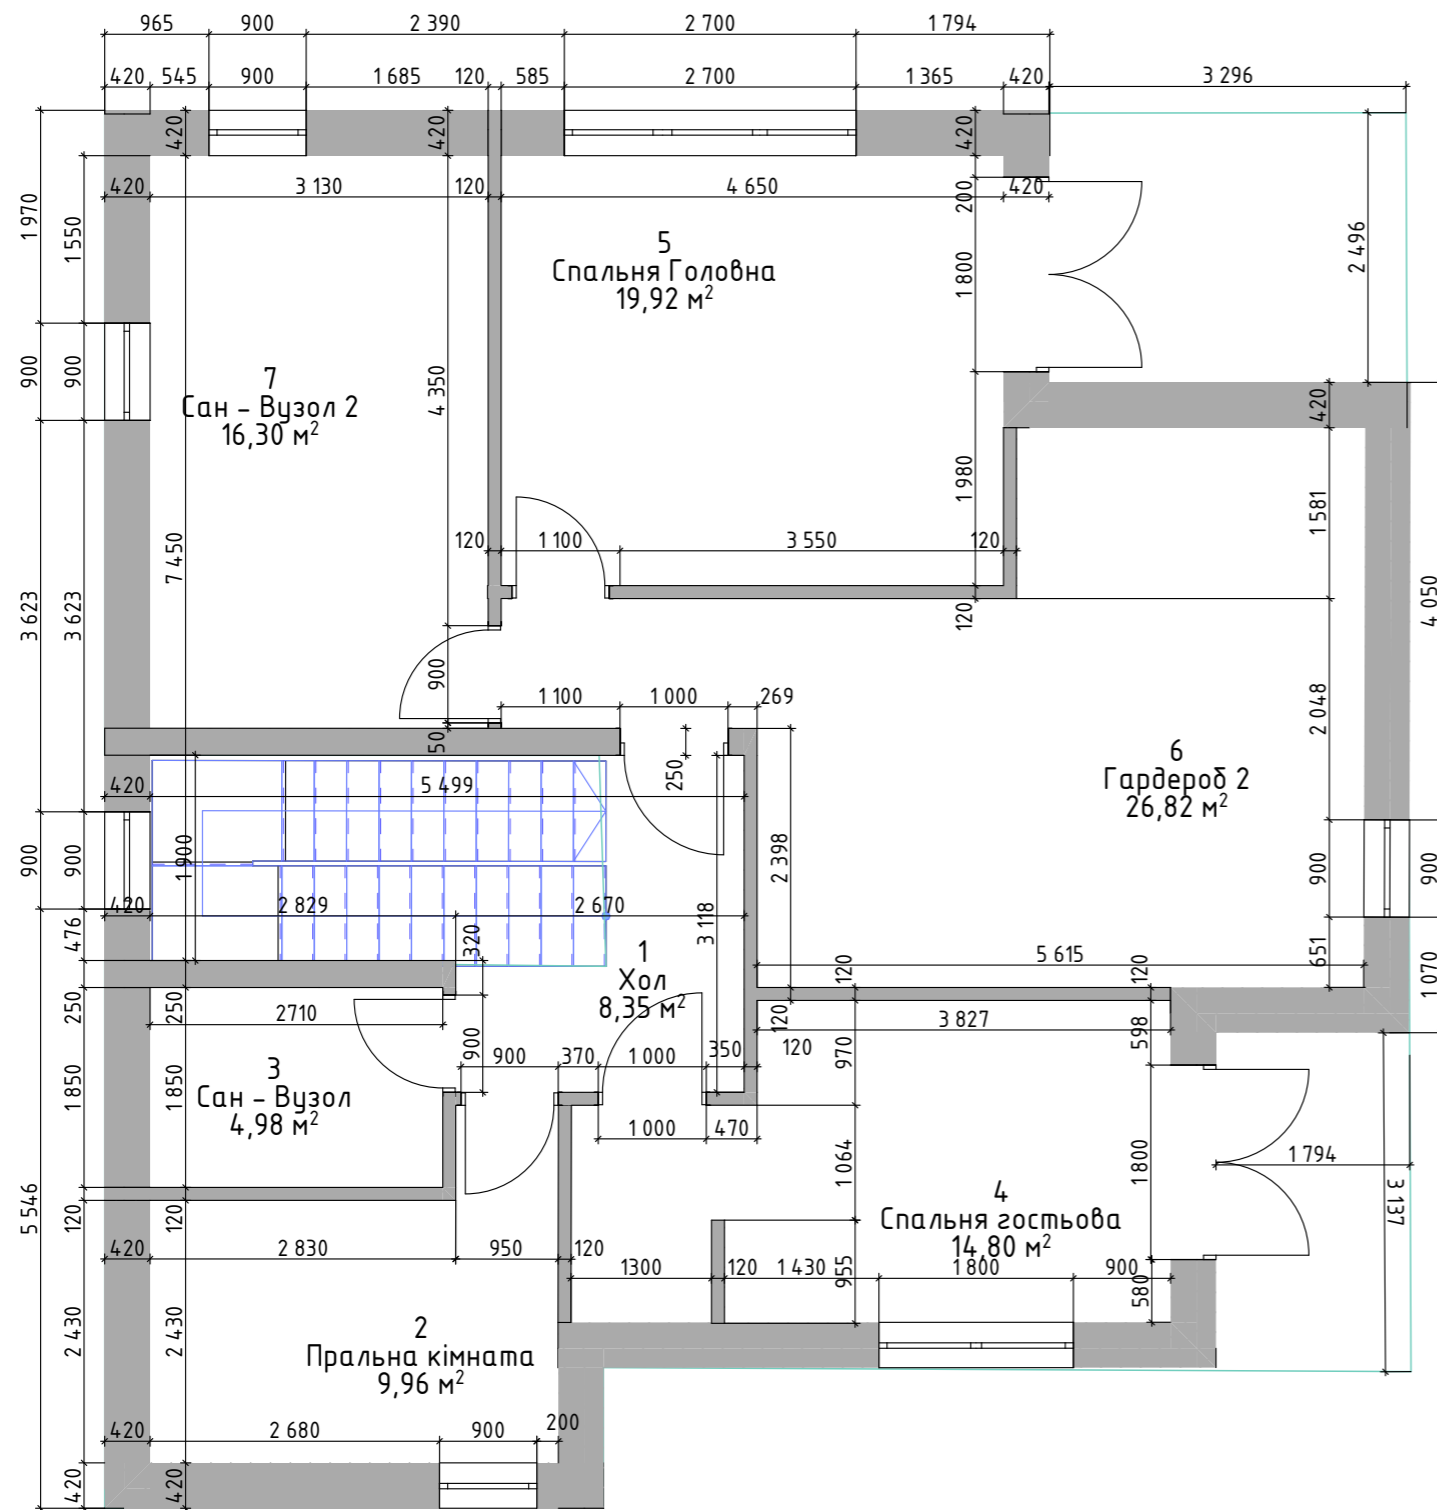 965 900 2 390 2 700 1 794
420 545 900 1 685 120 585 2 700 1 365 420 3 296
420 420 420
420 3 130 120 4 650 200 420
1 970 1 550 2 496
5
Спальня Головна
19,92 м²
1 800
900 900 4 350
7
Сан – Вузол 2
16,30 м²
420
1 980 1 581
7 450 120 1 100 3 550 120
3 623 3 623 120 4 050
900 1 100 1 000 269 2 048
50 250
6
Гардероб 2
26,82 м²
420 5 499
900 900 1 900 2 398 900 900
420 2 829 2 670 3 118
476 320 651 1 070
1
Хол
8,35 м²
5 615
250 250 2710 120 120
120 3 827 598
900 900 370 1 000 350 120 970
3
Сан – Вузол
4,98 м²
1 850 1 850
1 000 470 1 064 1 800 1 794
3 137
4
Спальня гостьова
14,80 м²
5 546 120 120
420 2 830 950 120
1300 120 1 430 955 1 800 900 580
2
Пральна кімната
9,96 м²
2 430 2 430
420 2 680 900 200
420 420